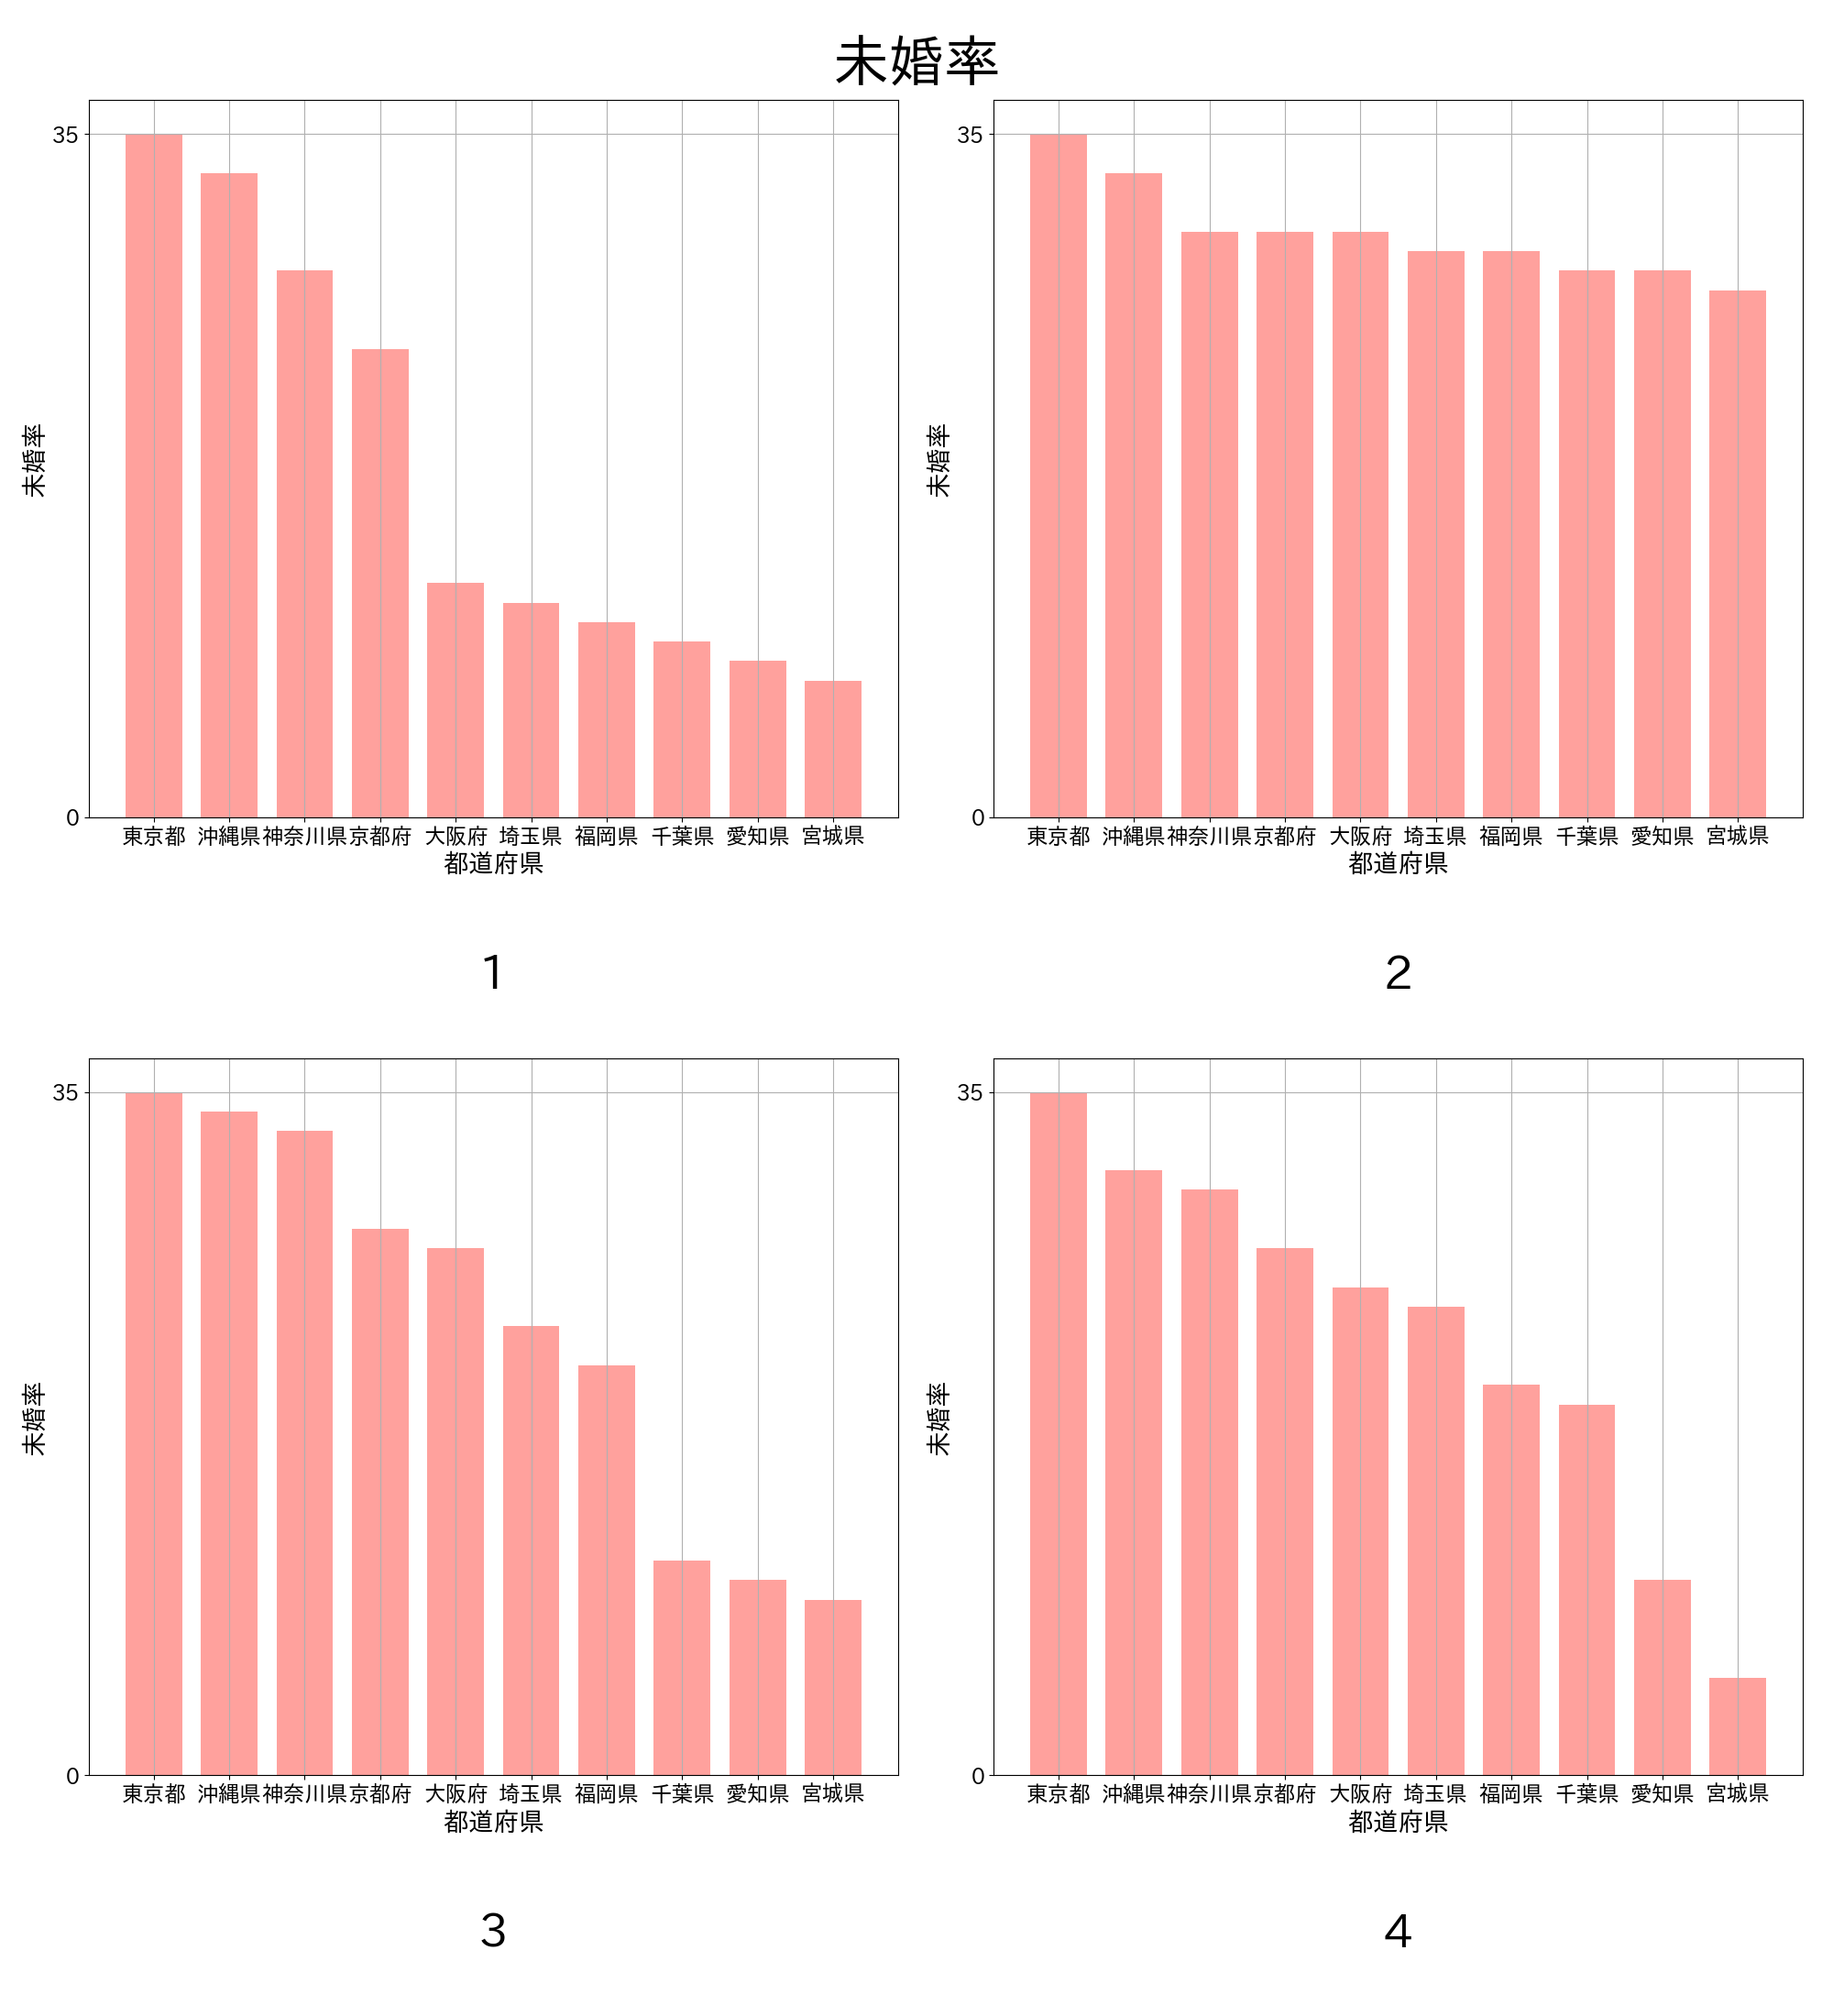 未婚率
35
0
未婚率
東京都 沖縄県 神奈川県 京都府 大阪府 埼玉県 福岡県 千葉県 愛知県 宮城県
都道府県
1
35
0
未婚率
東京都 沖縄県 神奈川県 京都府 大阪府 埼玉県 福岡県 千葉県 愛知県 宮城県
都道府県
2
35
0
未婚率
東京都 沖縄県 神奈川県 京都府 大阪府 埼玉県 福岡県 千葉県 愛知県 宮城県
都道府県
3
35
0
未婚率
東京都 沖縄県 神奈川県 京都府 大阪府 埼玉県 福岡県 千葉県 愛知県 宮城県
都道府県
4